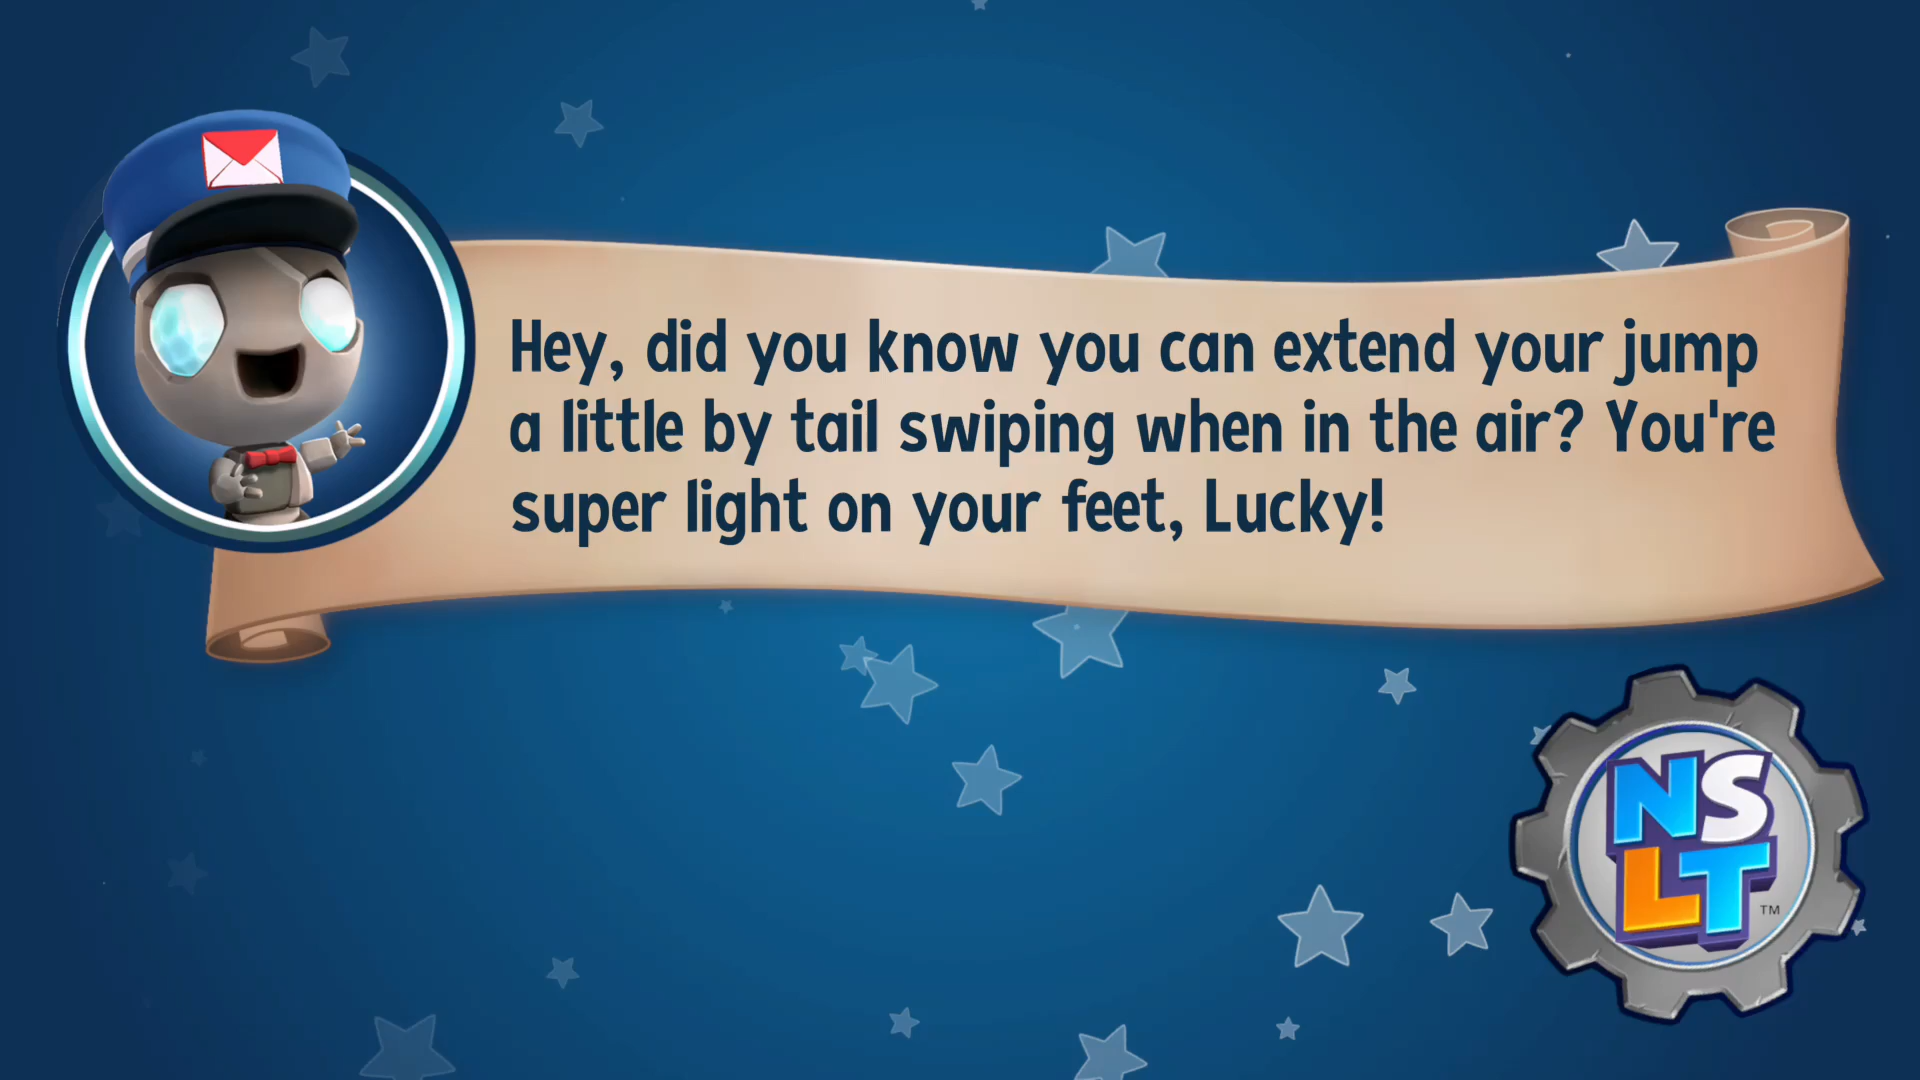 Hey, did you know you can extend your jump
a little by tail swiping when in the air? You're
super light on your feet, Lucky!
NS
LT
TM